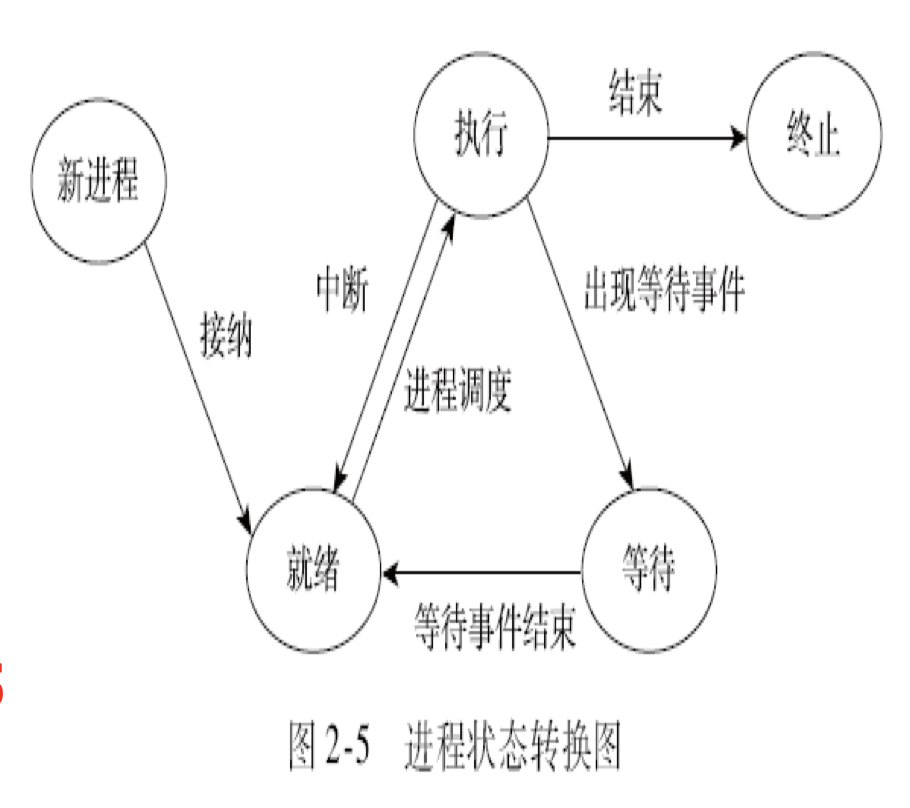 新进程
执行
结束
终止
接纳
中断
进程调度
出现等待事件
就绪
等待
等待事件结束
图 2-5 进程状态转换图